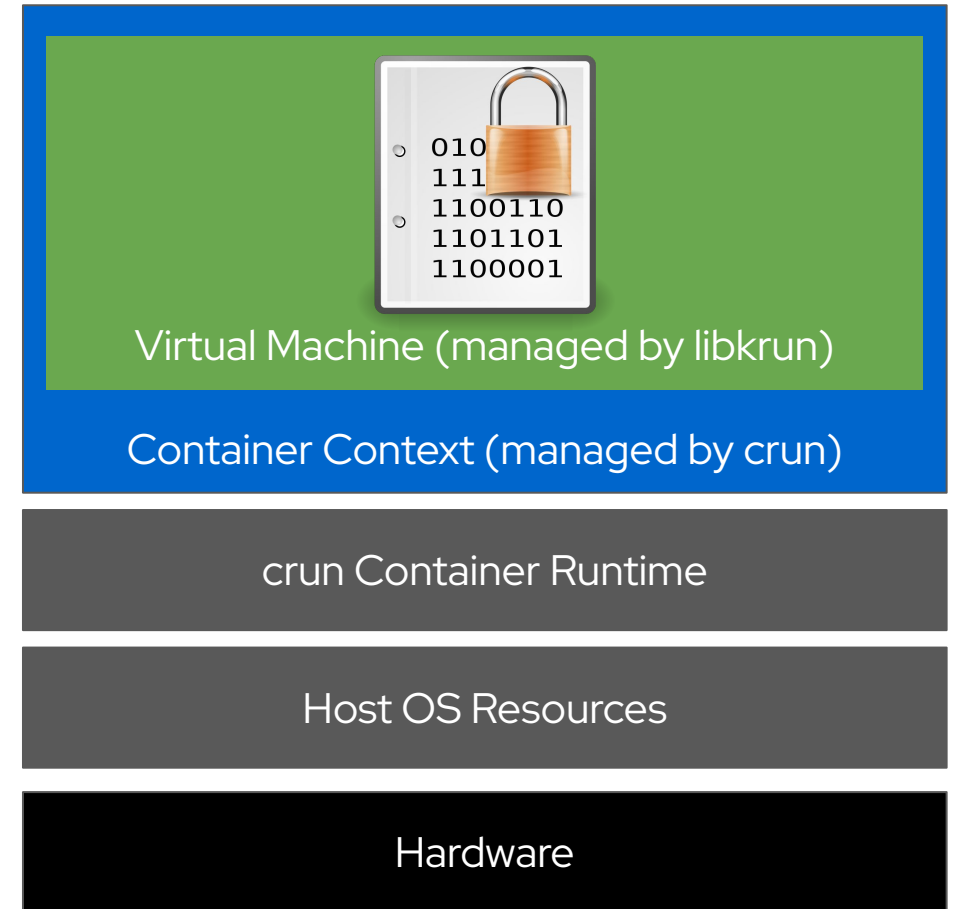 010
111
1100110
1101101
1100001
Virtual Machine (managed by libkrun)
Container Context (managed by crun)
crun Container Runtime
Host OS Resources
Hardware